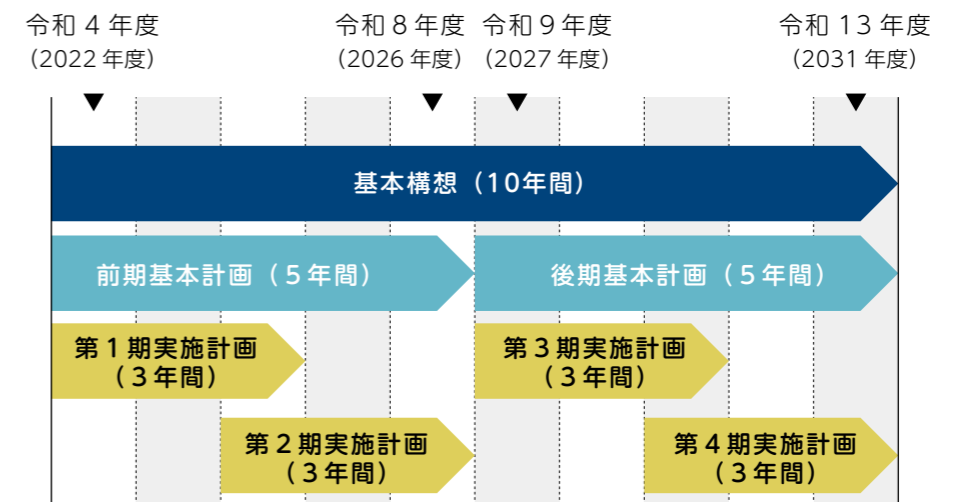 令和 4 年度
(2022 年度)
令和 8 年度
(2026 年度)
令和 9 年度
(2027 年度)
令和 13 年度
(2031 年度)
基本構想（10年間）
前期基本計画（５年間）
後期基本計画（５年間）
第１期実施計画
（３年間）
第３期実施計画
（３年間）
第２期実施計画
（３年間）
第４期実施計画
（３年間）